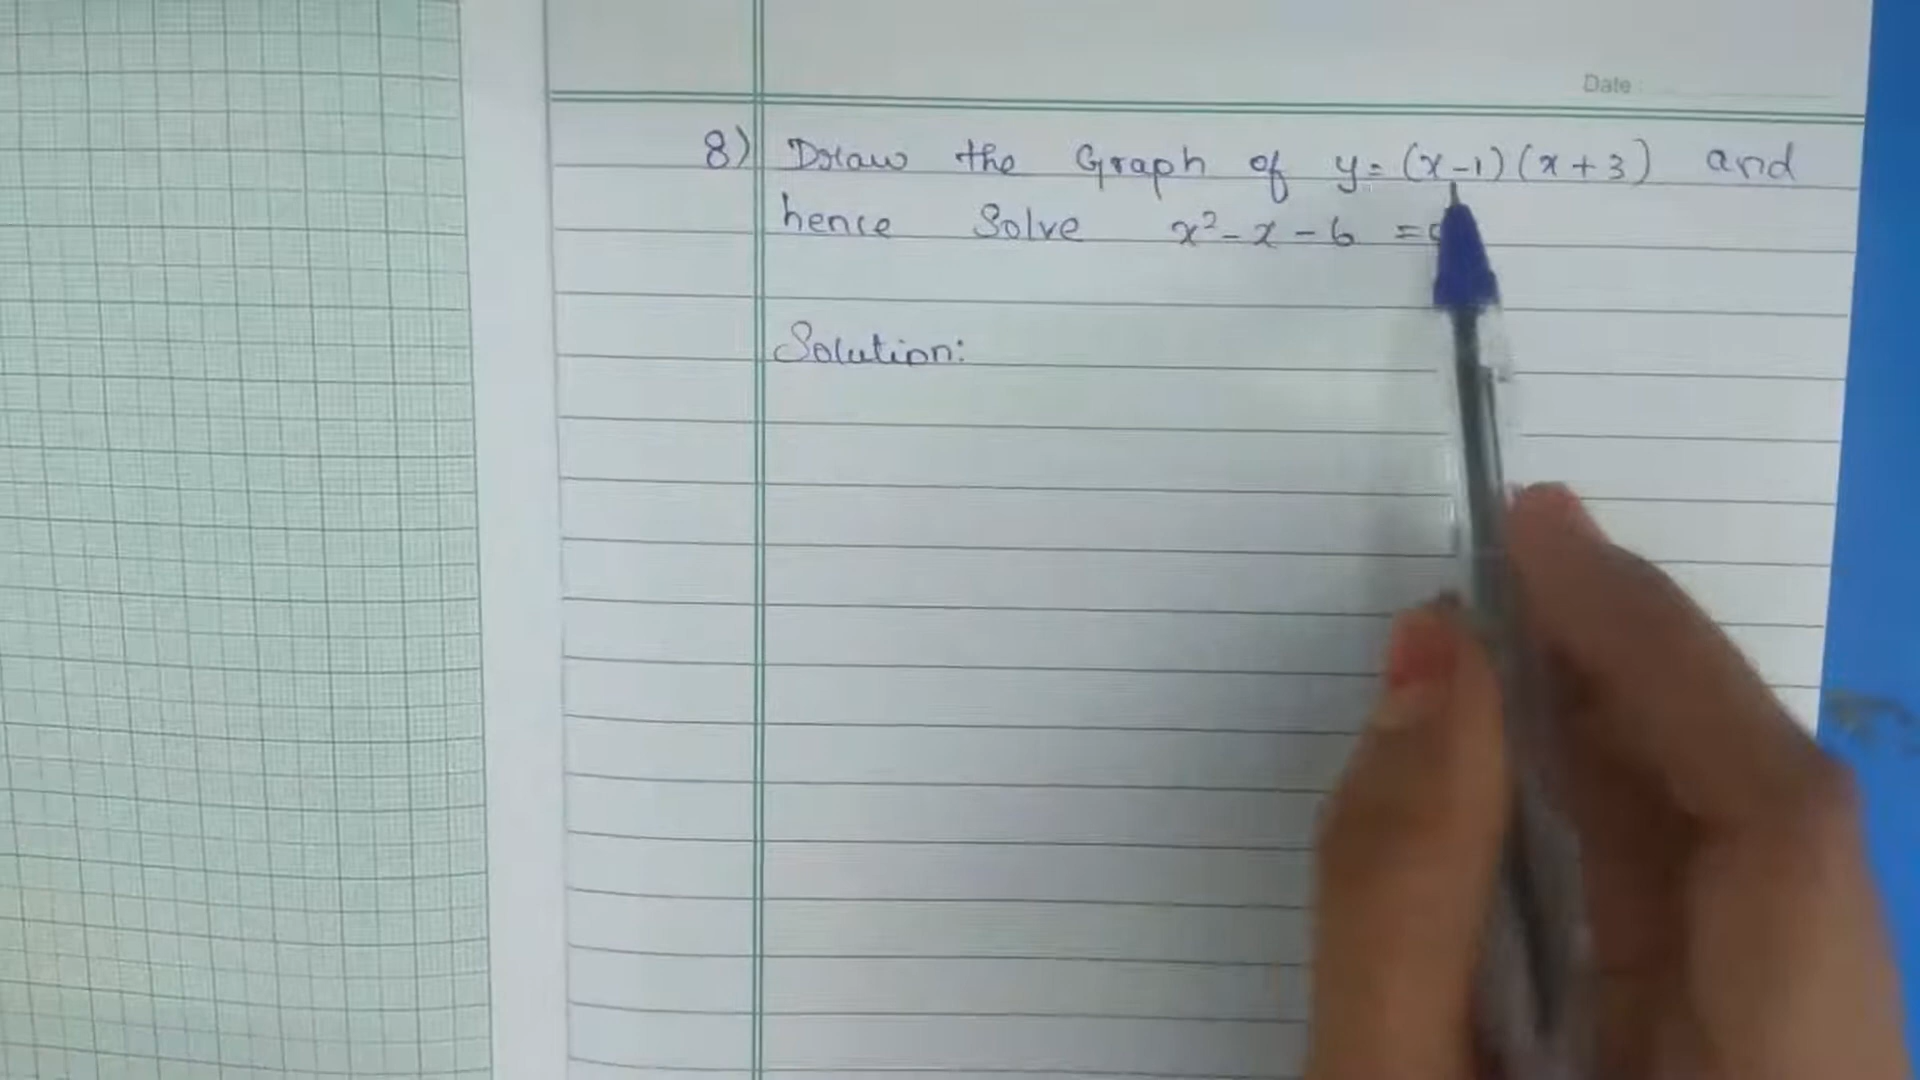 Date :
8) Draw the Graph of y = (x-1)(x+3) and
hence Solve x² - x - 6 =
Solution: